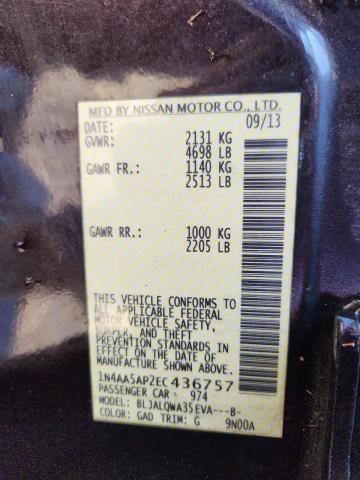 MFD BY NISSAN MOTOR CO., LTD.
DATE: 09/13
GVWR: 2131 KG
4698 LB
GAWR FR.: 1140 KG
2513 LB
GAWR RR.: 1000 KG
2205 LB
THIS VEHICLE CONFORMS TO
ALL APPLICABLE FEDERAL
MOTOR VEHICLE SAFETY,
BUMPER, AND THEFT
PREVENTION STANDARDS IN
EFFECT ON THE DATE OF
MANUFACTURE SHOWN ABOVE.
1N4AA5AP2EC436757
PASSENGER CAR 974
MODEL: BLJALQWA35EVA---B-
COLOR: GAD TRIM: G 9N00A